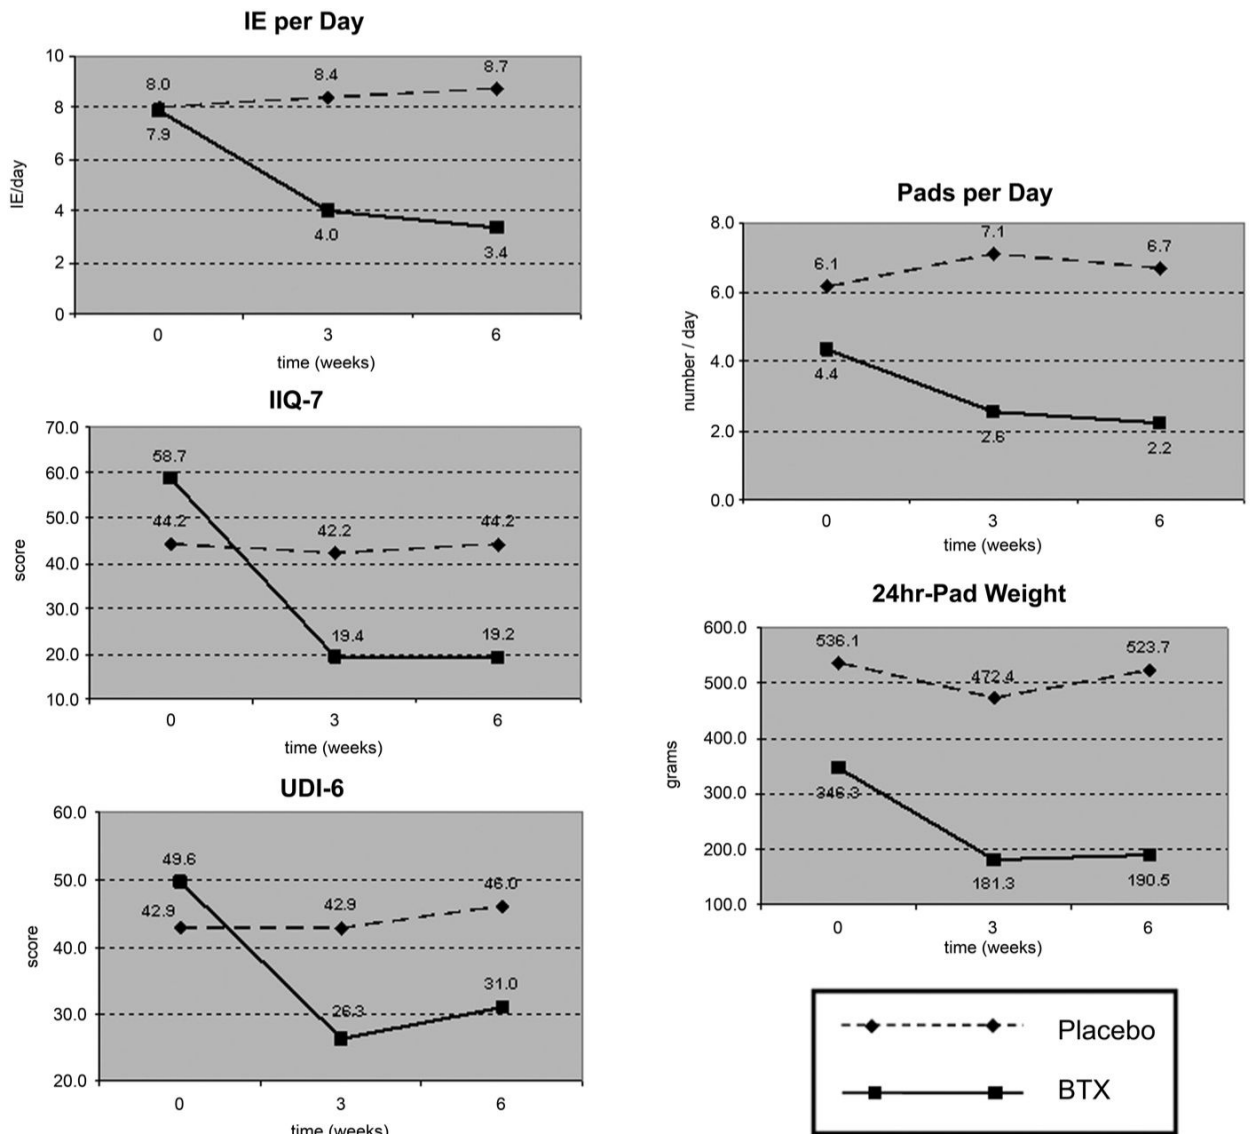 IE per Day
10
8
6
4
2
0
IE/day
8.0
8.4
8.7
7.9
4.0
3.4
0 3 6
time (weeks)
IIQ-7
70.0
60.0
50.0
40.0
30.0
20.0
10.0
score
58.7
44.2
42.2
44.2
19.4
19.2
0 3 6
time (weeks)
UDI-6
60.0
50.0
40.0
30.0
20.0
score
49.6
42.9
42.9
46.0
26.3
31.0
0 3 6
time (weeks)
Pads per Day
8.0
6.0
4.0
2.0
0.0
number / day
6.1
7.1
6.7
4.4
2.6
2.2
0 3 6
time (weeks)
24hr-Pad Weight
600.0
500.0
400.0
300.0
200.0
100.0
grams
536.1
472.4
523.7
346.3
181.3
190.5
0 3 6
time (weeks)
Placebo
BTX